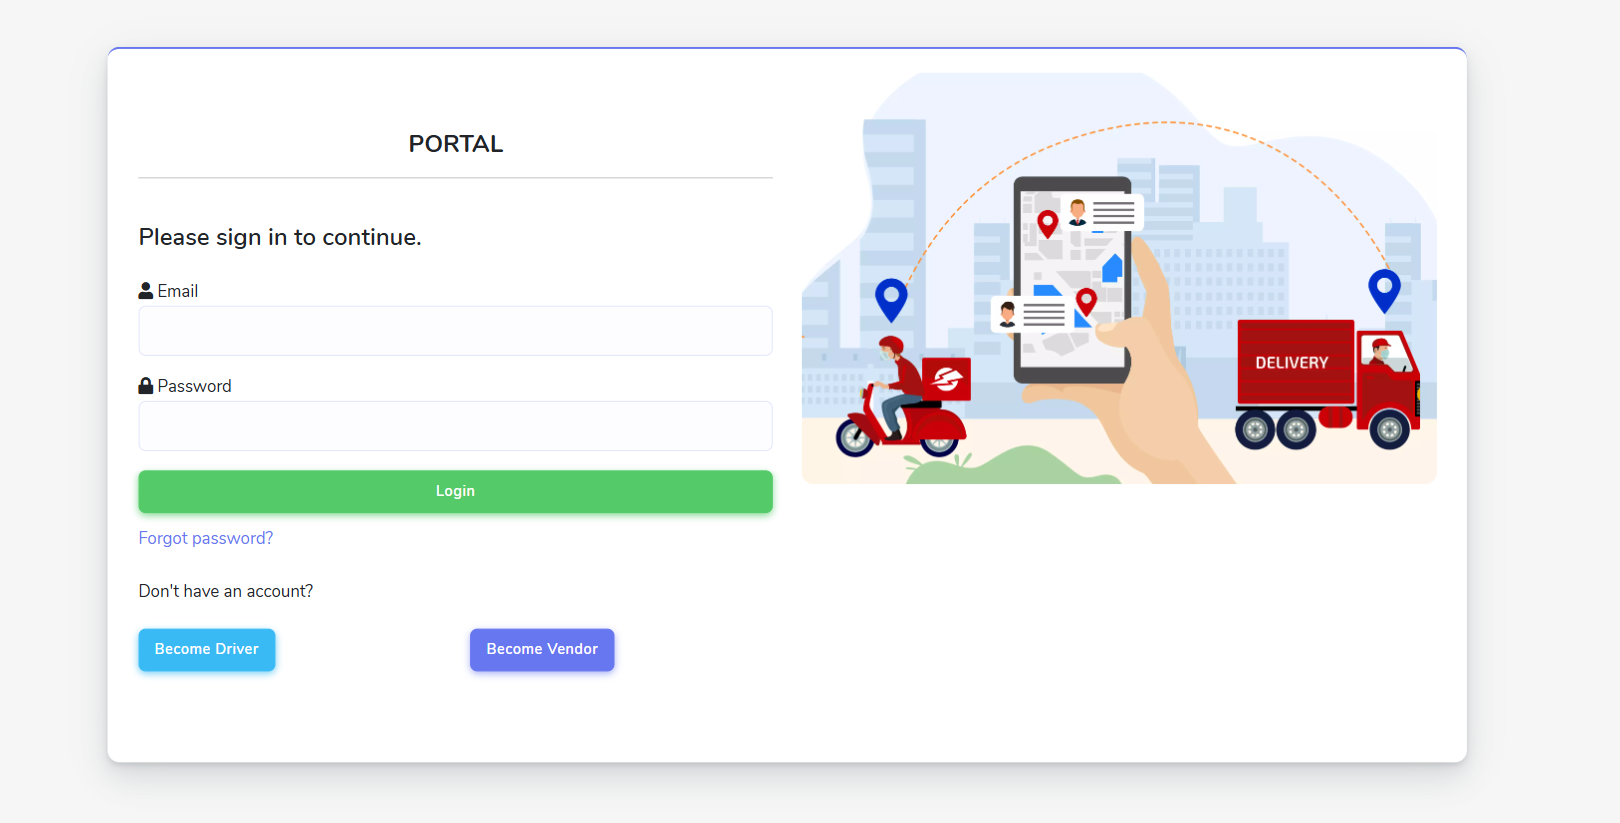 PORTAL
Please sign in to continue.
Email
Password
Login
Forgot password?
Don't have an account?
Become Driver
Become Vendor
DELIVERY